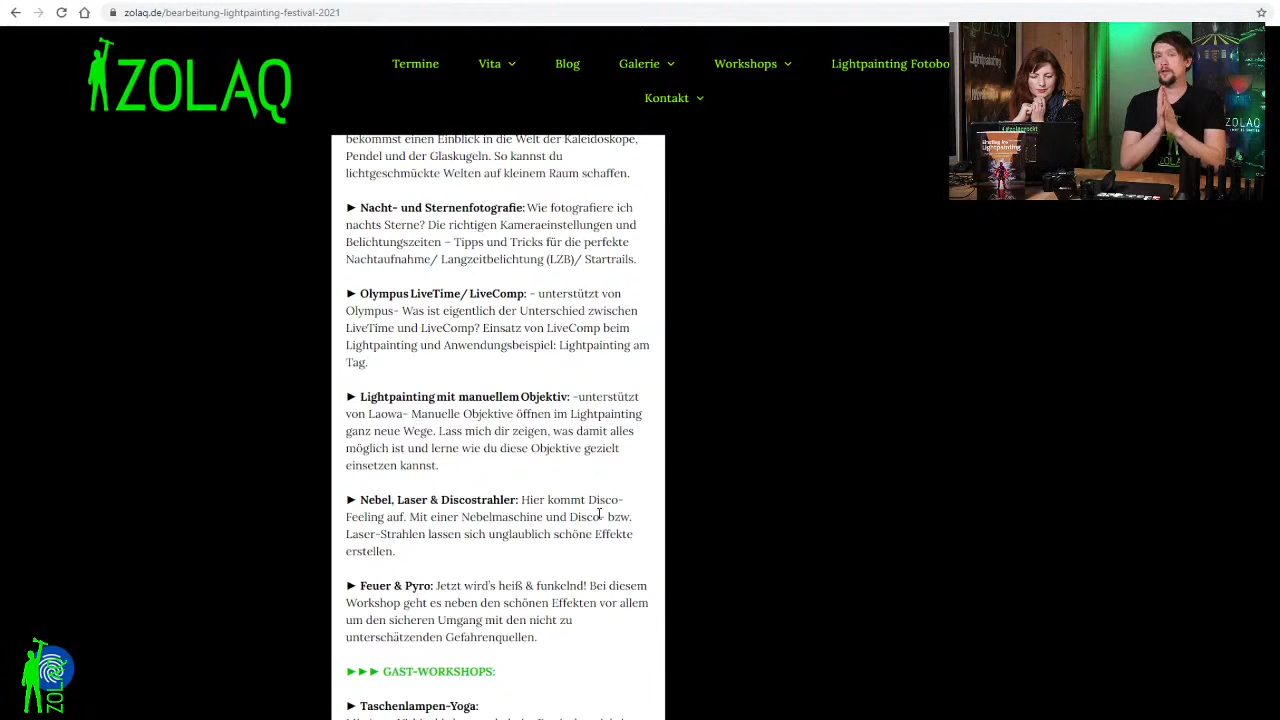 zolaq.de/bearbeitung-lightpainting-festival-2021
ZOLAQ
Termine
Vita
Blog
Galerie
Workshops
Lightpainting Fotobo
Kontakt
bekommst einen Einblick in die Welt der Kaleidoskope,
Pendel und der Glaskugeln. So kannst du
lichtgeschmückte Welten auf kleinem Raum schaffen.
► Nacht- und Sternenfotografie: Wie fotografiere ich
nachts Sterne? Die richtigen Kameraeinstellungen und
Belichtungszeiten – Tipps und Tricks für die perfekte
Nachtaufnahme/ Langzeitbelichtung (LZB)/ Startrails.
► Olympus LiveTime/ LiveComp: - unterstützt von
Olympus- Was ist eigentlich der Unterschied zwischen
LiveTime und LiveComp? Einsatz von LiveComp beim
Lightpainting und Anwendungsbeispiel: Lightpainting am
Tag.
► Lightpainting mit manuellem Objektiv: -unterstützt
von Laowa- Manuelle Objektive öffnen im Lightpainting
ganz neue Wege. Lass mich dir zeigen, was damit alles
möglich ist und lerne wie du diese Objektive gezielt
einsetzen kannst.
► Nebel, Laser & Discostrahler: Hier kommt Disco-
Feeling auf. Mit einer Nebelmaschine und Disco- bzw.
Laser-Strahlen lassen sich unglaublich schöne Effekte
erstellen.
► Feuer & Pyro: Jetzt wird's heiß & funkelnd! Bei diesem
Workshop geht es neben den schönen Effekten vor allem
um den sicheren Umgang mit den nicht zu
unterschätzenden Gefahrenquellen.
►►► GAST-WORKSHOPS:
► Taschenlampen-Yoga:
Lightpainting
ZOLAQ